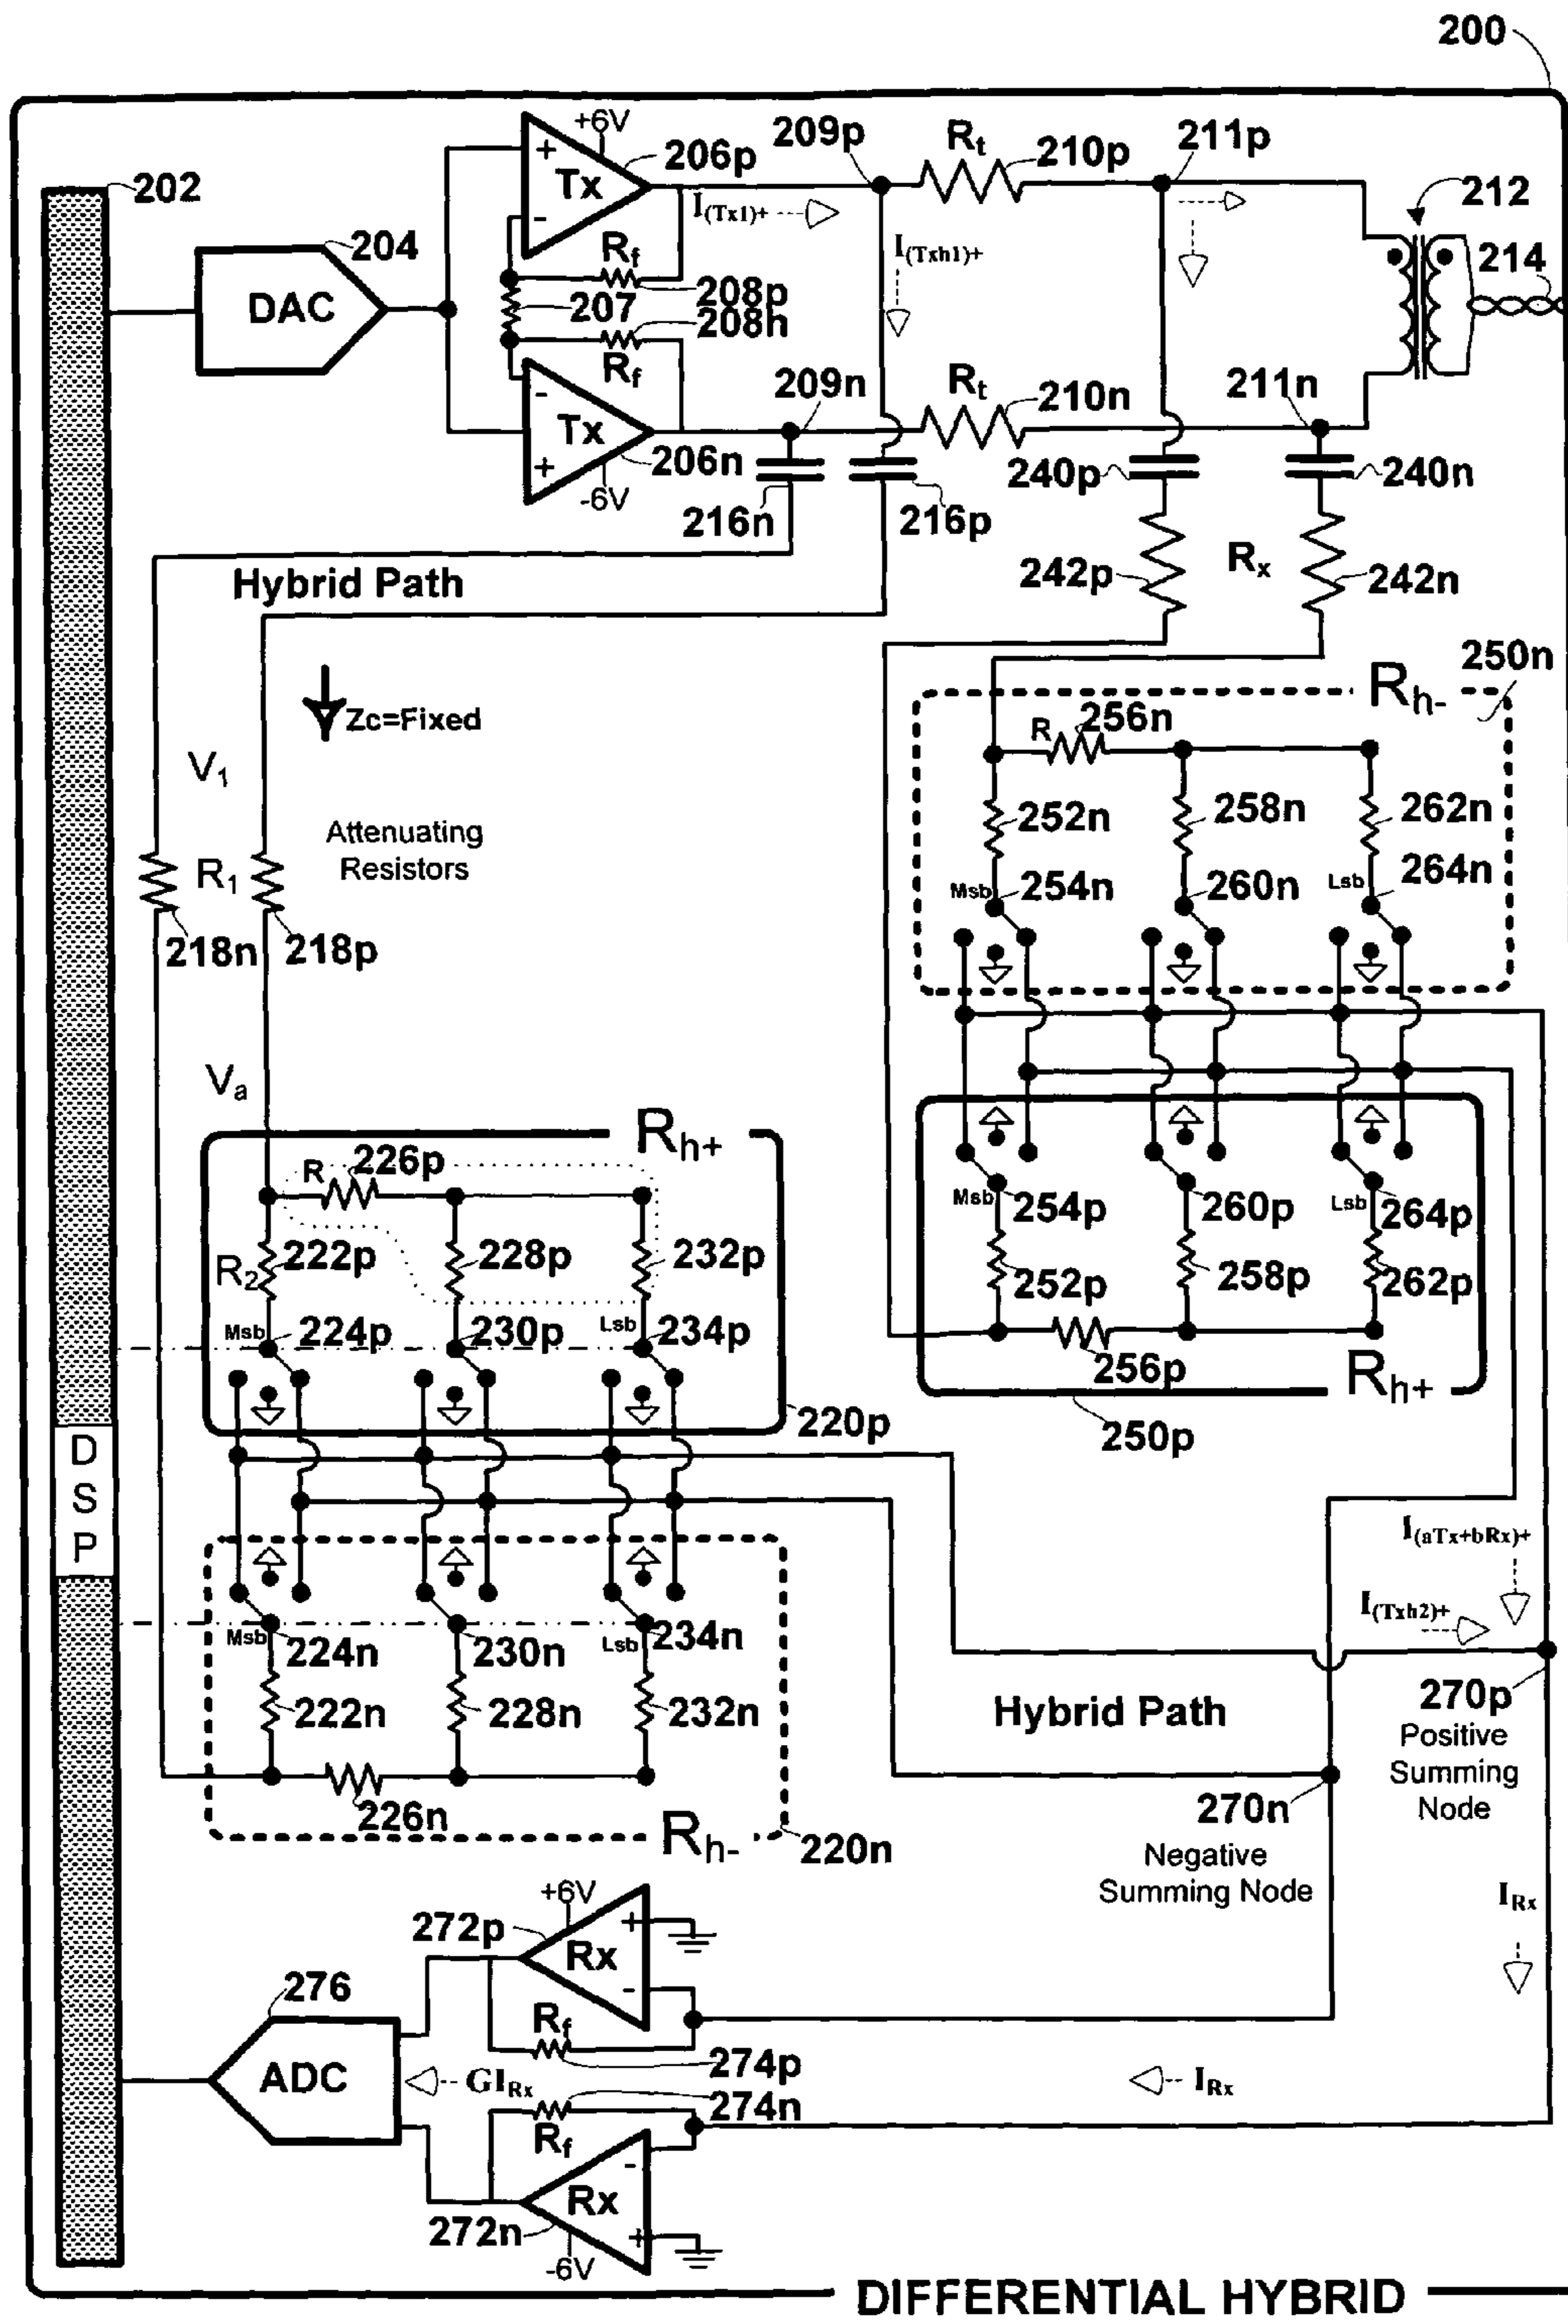 200
202
204
DAC
+6V
+
Tx
-
206p
I(Tx1)+
209p
Rt
210p
211p
212
214
I(Txh1)+
Rf
208p
207
208n
Rf
-
Tx
+
206n
-6V
209n
Rt
210n
211n
216n
216p
240p
240n
242p
Rx
242n
Hybrid Path
Zc=Fixed
V1
Attenuating
Resistors
R1
218n
218p
Va
250n
Rh-
R
256n
252n
258n
262n
Msb
254n
260n
Lsb
264n
Msb
254p
260p
Lsb
264p
252p
258p
262p
256p
Rh+
250p
Rh+
R
226p
R2
222p
228p
232p
Msb
224p
230p
Lsb
234p
220p
D
S
P
Msb
224n
230n
Lsb
234n
222n
228n
232n
226n
Rh-
220n
I(aTx+bRx)+
I(Txh2)+
Hybrid Path
270p
Positive
Summing
Node
270n
Negative
Summing Node
IRx
+6V
272p
+
Rx
-
276
ADC
Rf
274p
GIRx
IRx
274n
Rf
-
Rx
+
272n
-6V
DIFFERENTIAL HYBRID